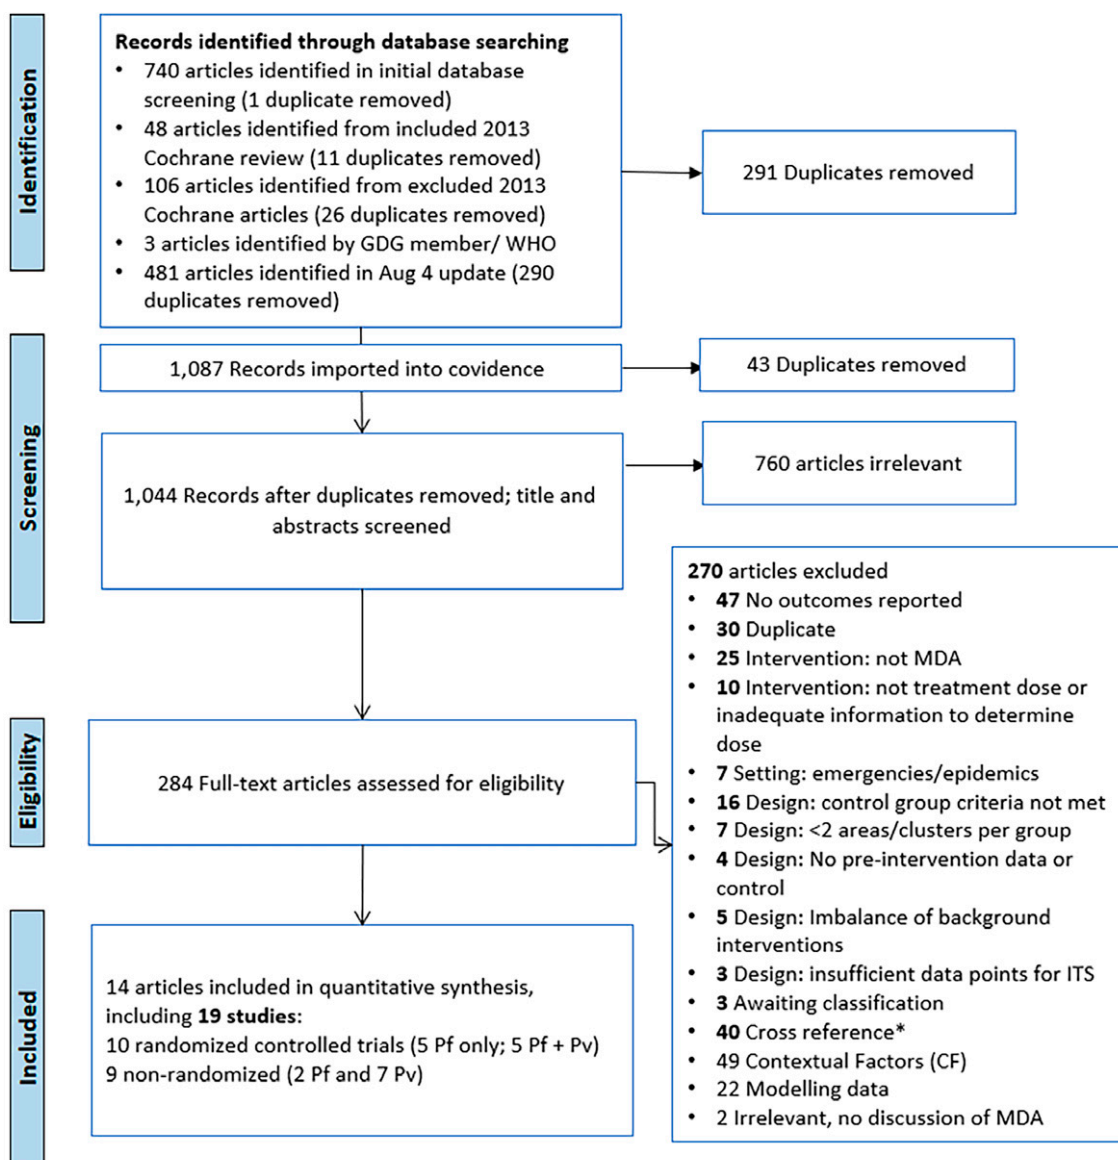 Identification
Records identified through database searching
• 740 articles identified in initial database
screening (1 duplicate removed)
• 48 articles identified from included 2013
Cochrane review (11 duplicates removed)
• 106 articles identified from excluded 2013
Cochrane articles (26 duplicates removed)
• 3 articles identified by GDG member/ WHO
• 481 articles identified in Aug 4 update (290
duplicates removed)
291 Duplicates removed
Screening
1,087 Records imported into covidence
43 Duplicates removed
1,044 Records after duplicates removed; title and
abstracts screened
760 articles irrelevant
Eligibility
284 Full-text articles assessed for eligibility
270 articles excluded
• 47 No outcomes reported
• 30 Duplicate
• 25 Intervention: not MDA
• 10 Intervention: not treatment dose or
inadequate information to determine
dose
• 7 Setting: emergencies/epidemics
• 16 Design: control group criteria not met
• 7 Design: <2 areas/clusters per group
• 4 Design: No pre-intervention data or
control
• 5 Design: Imbalance of background
interventions
• 3 Design: insufficient data points for ITS
• 3 Awaiting classification
• 40 Cross reference*
• 49 Contextual Factors (CF)
• 22 Modelling data
• 2 Irrelevant, no discussion of MDA
Included
14 articles included in quantitative synthesis,
including 19 studies:
10 randomized controlled trials (5 Pf only; 5 Pf + Pv)
9 non-randomized (2 Pf and 7 Pv)